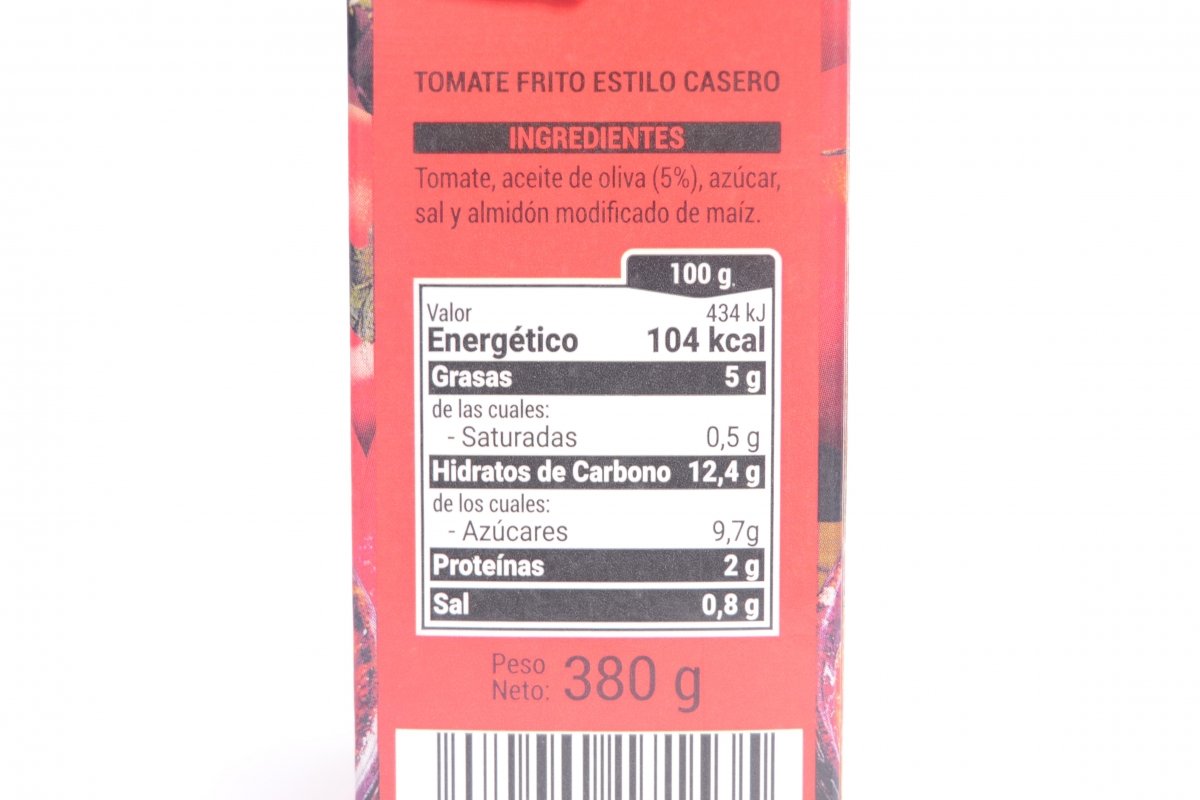 TOMATE FRITO ESTILO CASERO
INGREDIENTES
Tomate, aceite de oliva (5%), azúcar,
sal y almidón modificado de maíz.
100 g.
Valor 434 kJ
Energético 104 kcal
Grasas 5 g
de las cuales:
- Saturadas 0,5 g
Hidratos de Carbono 12,4 g
de los cuales:
- Azúcares 9,7g
Proteínas 2 g
Sal 0,8 g
Peso
Neto: 380 g